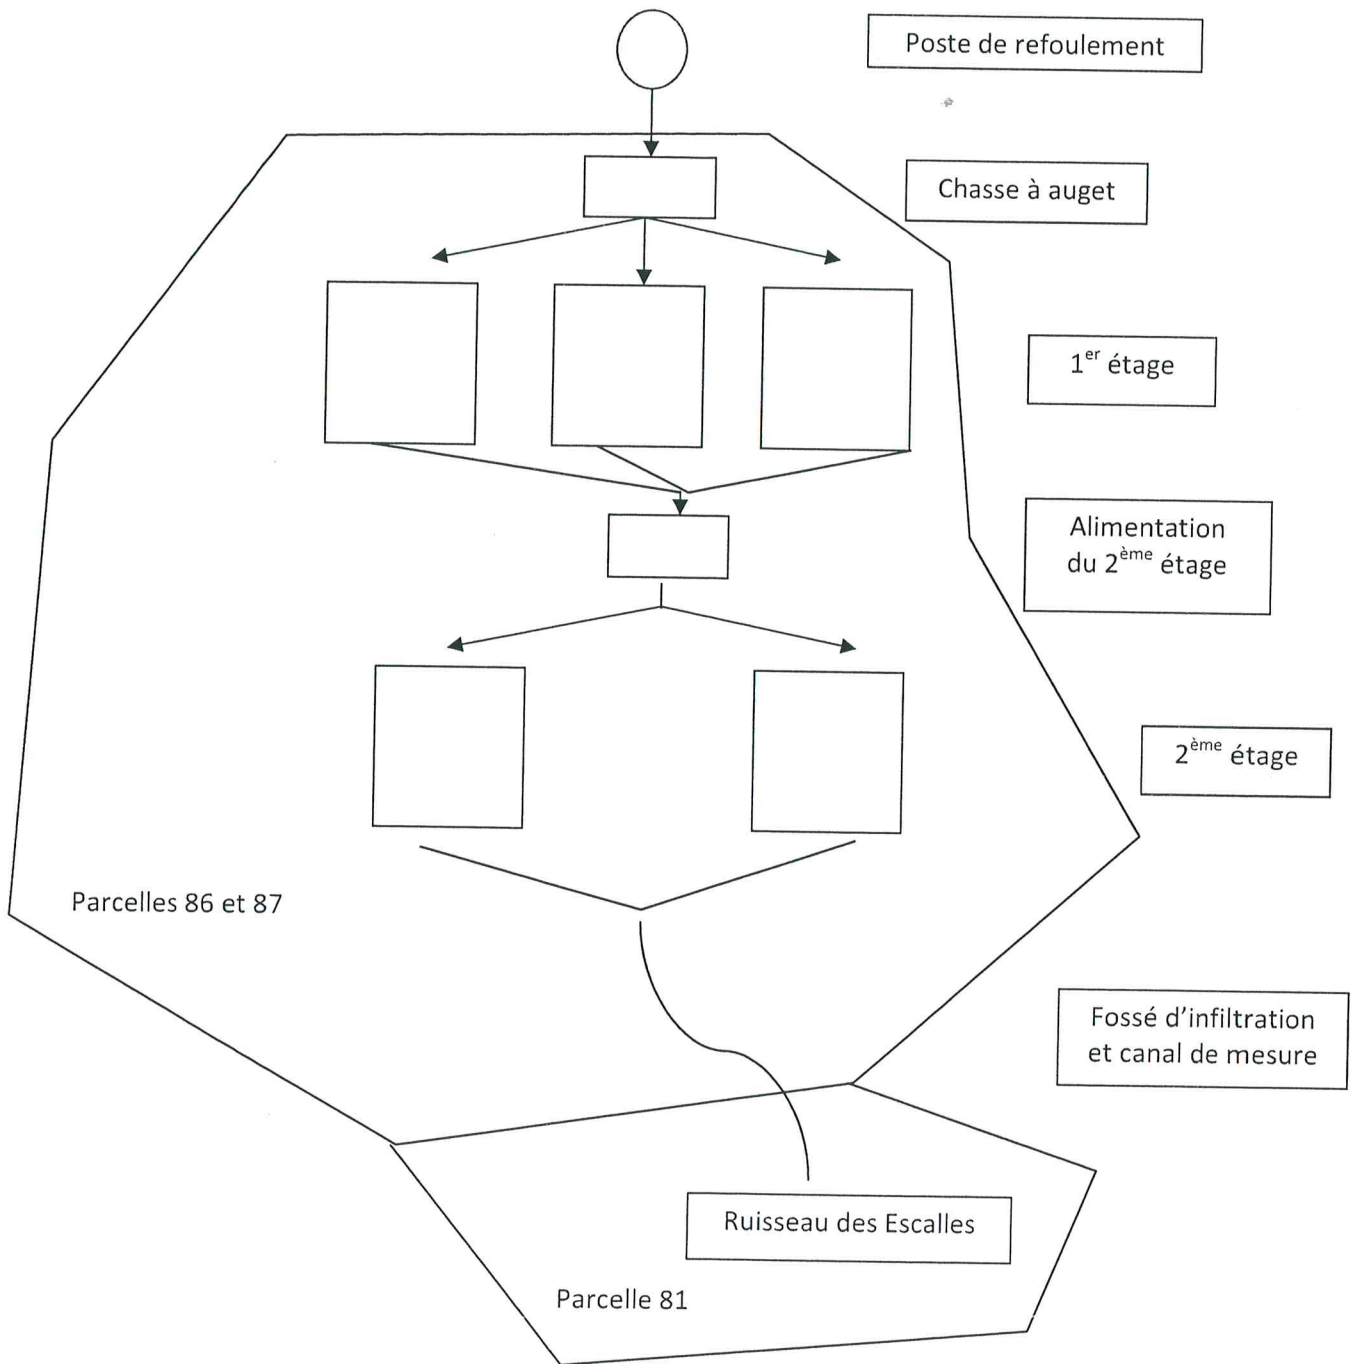 Poste de refoulement
Chasse à auget
1er étage
Alimentation
du 2ème étage
2ème étage
Parcelles 86 et 87
Fossé d'infiltration
et canal de mesure
Ruisseau des Escalles
Parcelle 81